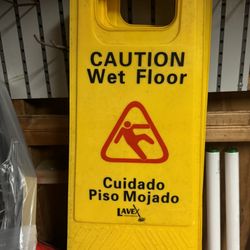 CAUTION
Wet Floor
Cuidado
Piso Mojado
LAVEX